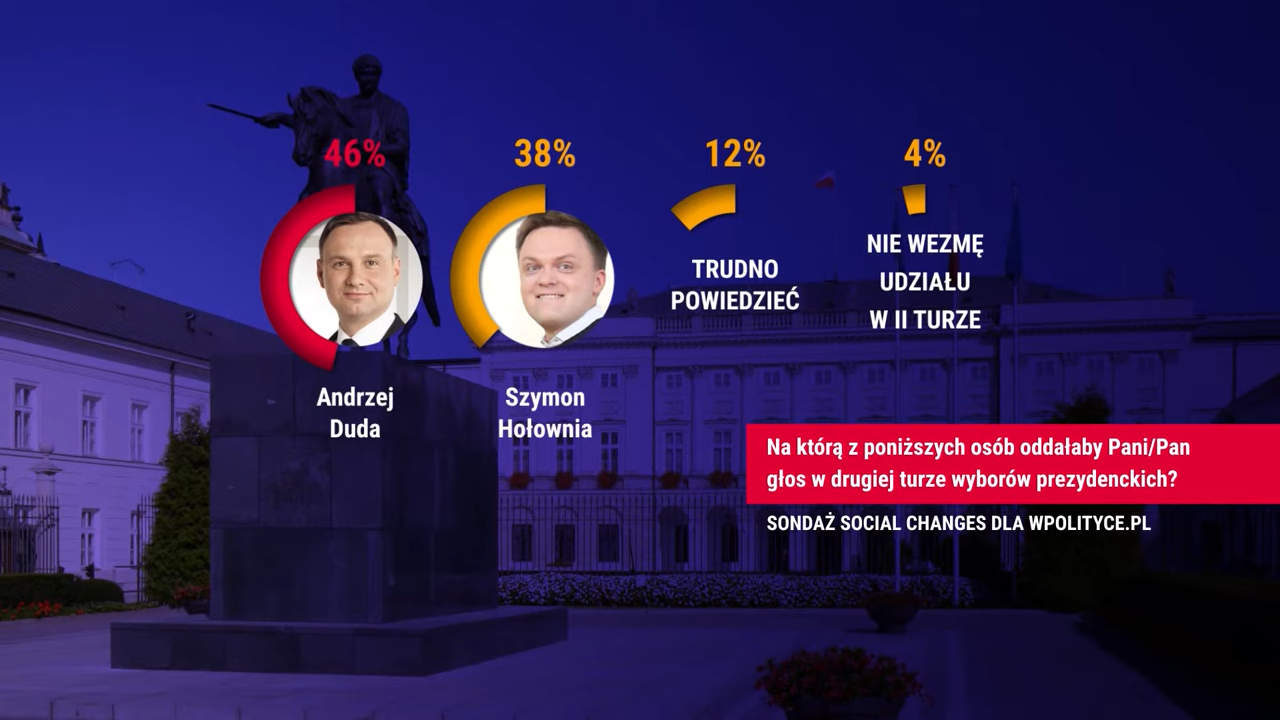 46%
38%
12%
4%
TRUDNO
POWIEDZIEĆ
NIE WEZMĘ
UDZIAŁU
W II TURZE
Andrzej
Duda
Szymon
Hołownia
Na którą z poniższych osób oddałaby Pani/Pan
głos w drugiej turze wyborów prezydenckich?
SONDAŻ SOCIAL CHANGES DLA WPOLITYCE.PL